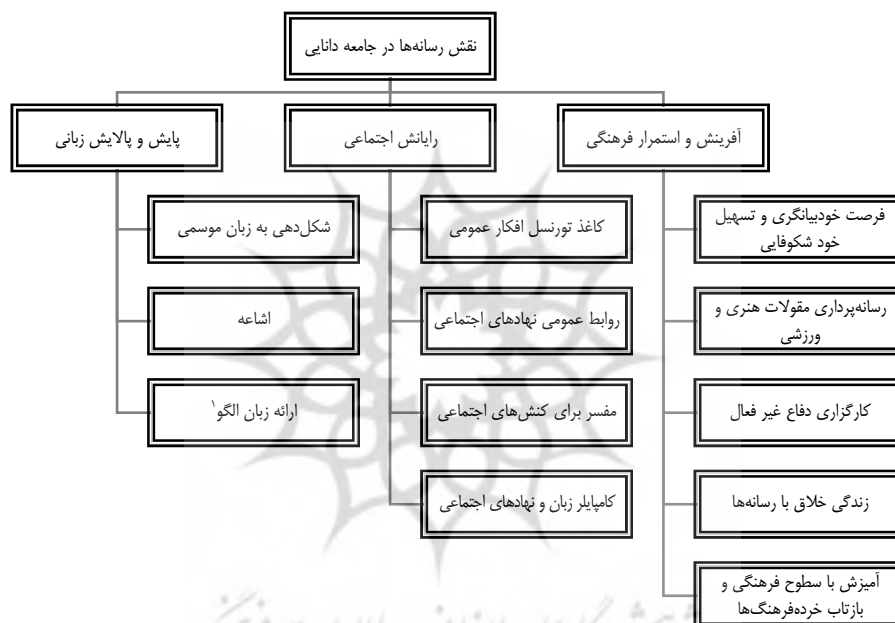 نقش رسانه‌ها در جامعه دانایی
آفرینش و استمرار فرهنگی
رایانش اجتماعی
پایش و پالایش زبانی
فرصت خودبیانگری و تسهیل
خود شکوفایی
رسانه‌پرداری مقولات هنری و
ورزشی
کارگزاری دفاع غیر فعال
زندگی خلاق با رسانه‌ها
آمیزش با سطوح فرهنگی و
بازتاب خرده‌فرهنگ‌ها
کاغذ تورنسل افکار عمومی
روابط عمومی نهادهای اجتماعی
مفسر برای کنش‌های اجتماعی
کامپایلر زبان و نهادهای اجتماعی
شکل‌دهی به زبان موسمی
اشاعه
ارائه زبان الگو۱